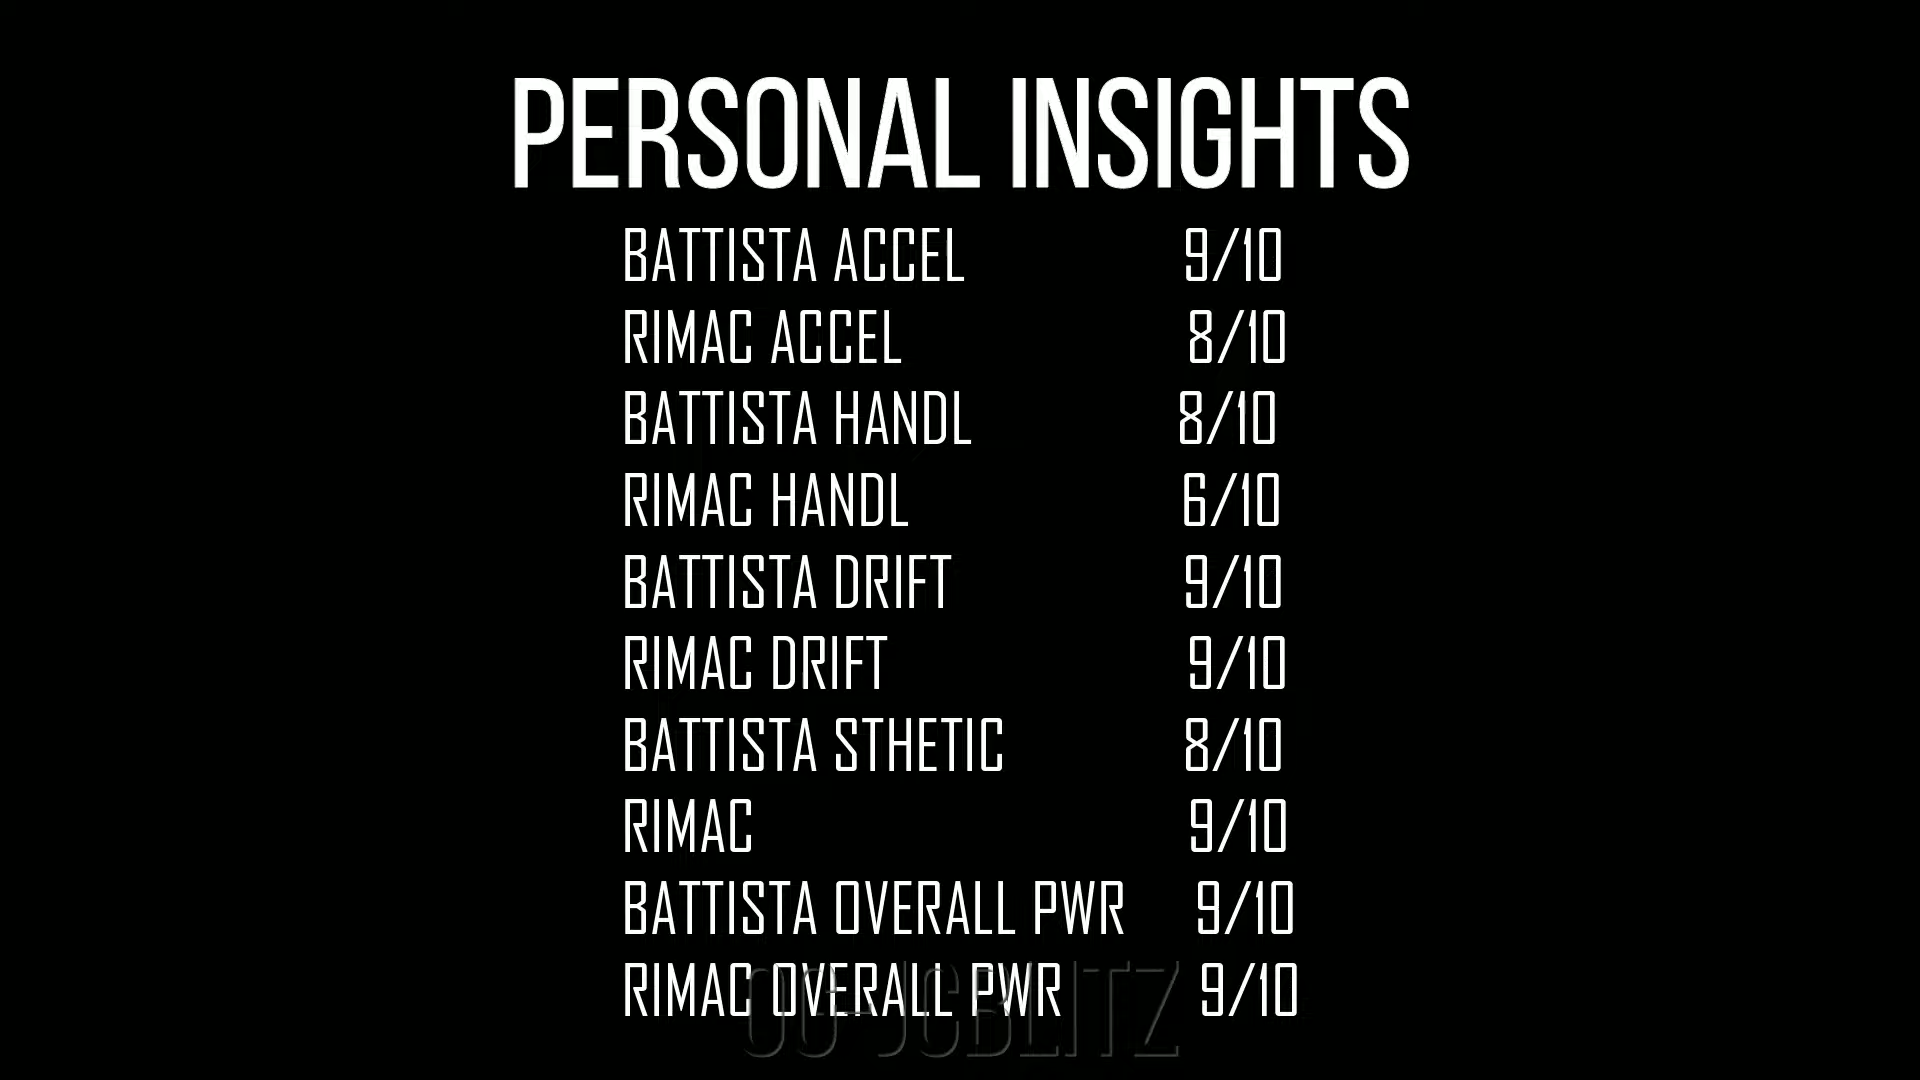 PERSONAL INSIGHTS
BATTISTA ACCEL 9/10
RIMAC ACCEL 8/10
BATTISTA HANDL 8/10
RIMAC HANDL 6/10
BATTISTA DRIFT 9/10
RIMAC DRIFT 9/10
BATTISTA STHETIC 8/10
RIMAC 9/10
BATTISTA OVERALL PWR 9/10
RIMAC OVERALL PWR 9/10
OG-JGBLITZ